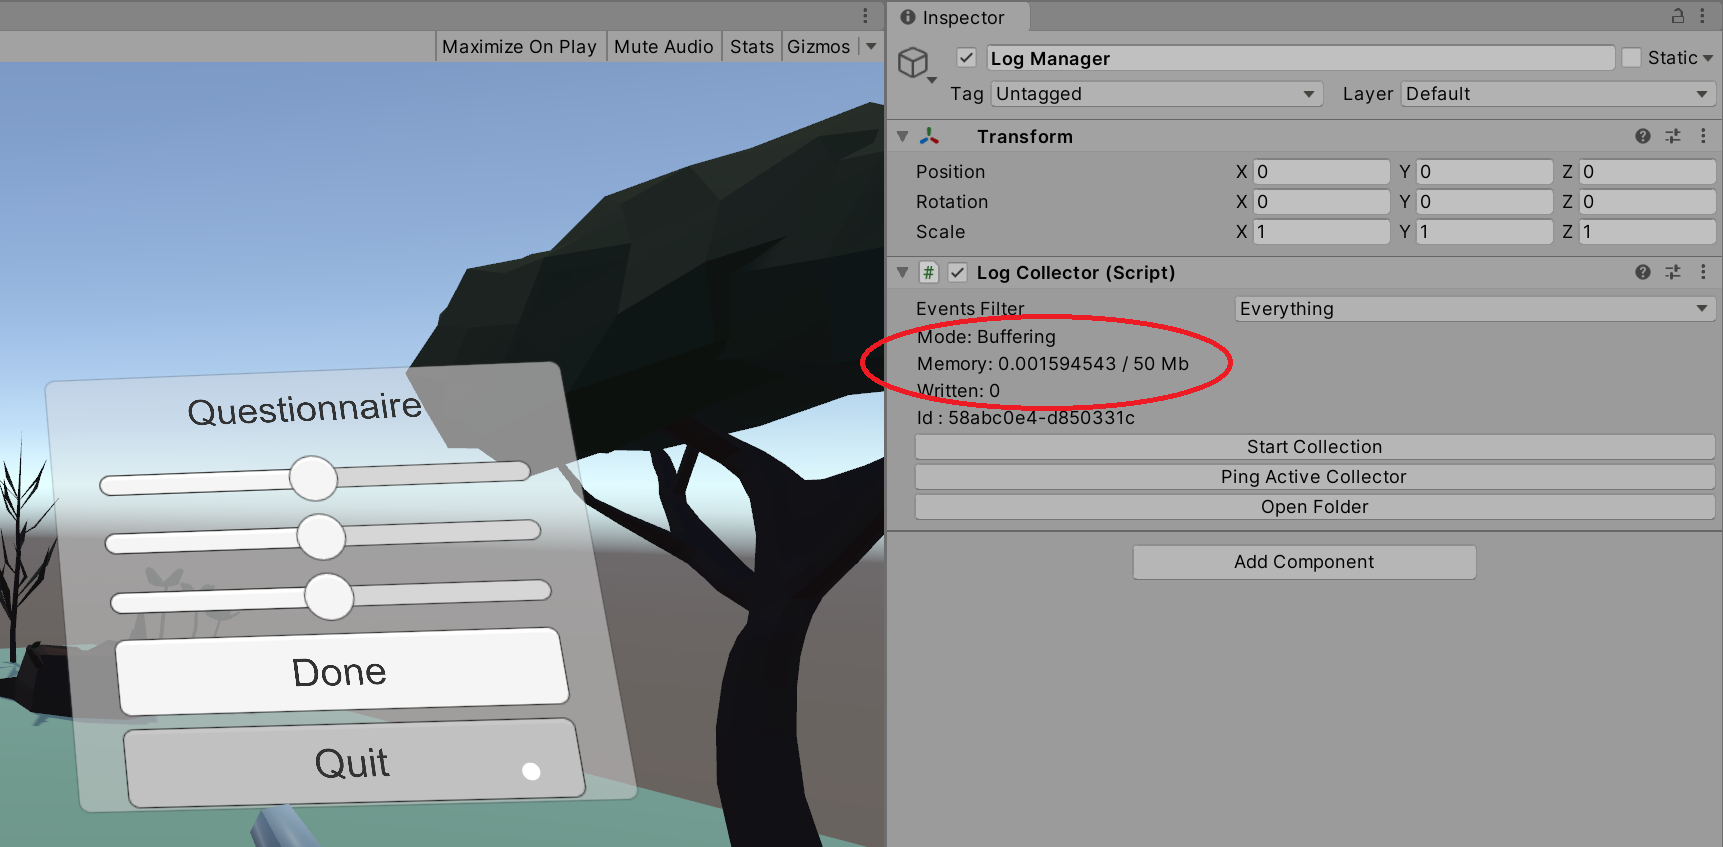 Maximize On Play Mute Audio Stats Gizmos
Questionnaire
Done
Quit
Inspector
Log Manager Static
Tag Untagged Layer Default
Transform
Position X 0 Y 0 Z 0
Rotation X 0 Y 0 Z 0
Scale X 1 Y 1 Z 1
# Log Collector (Script)
Events Filter Everything
Mode: Buffering
Memory: 0.001594543 / 50 Mb
Written: 0
Id : 58abc0e4-d850331c
Start Collection
Ping Active Collector
Open Folder
Add Component